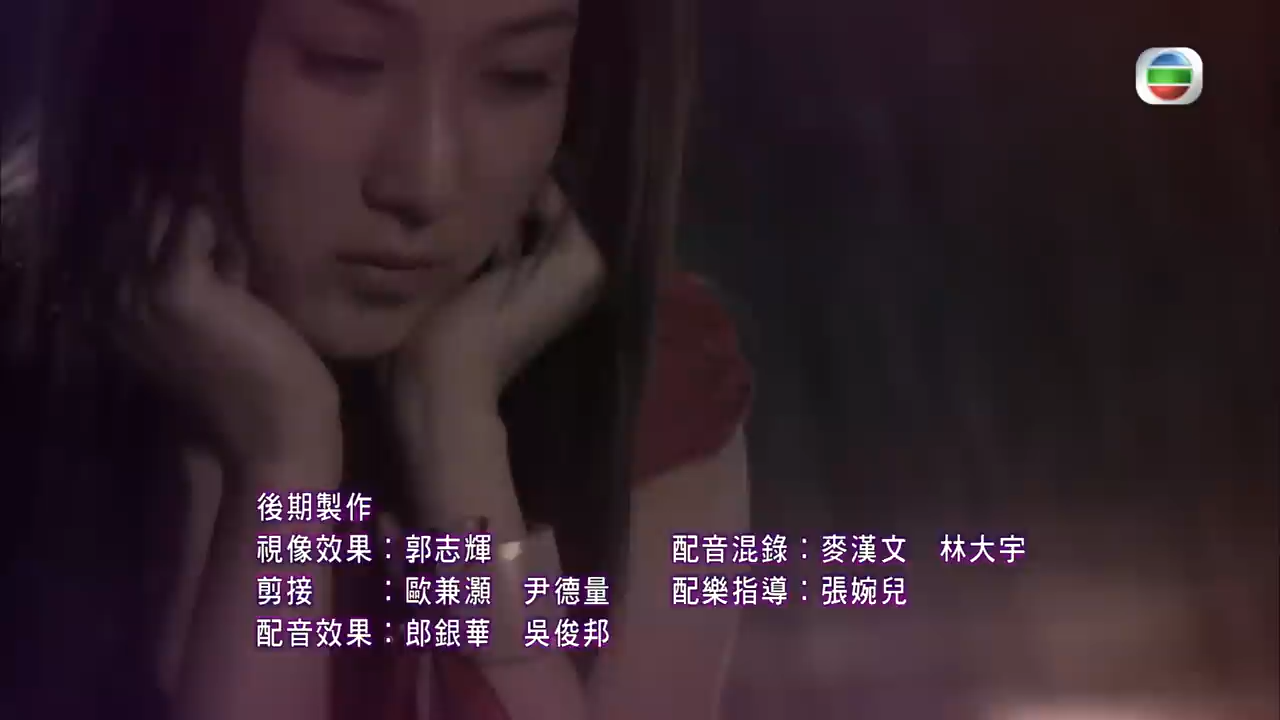 後期製作
視像效果：郭志輝
剪接　　：歐兼灝　尹德量
配音效果：郎銀華　吳俊邦
配音混錄：麥漢文　林大宇
配樂指導：張婉兒